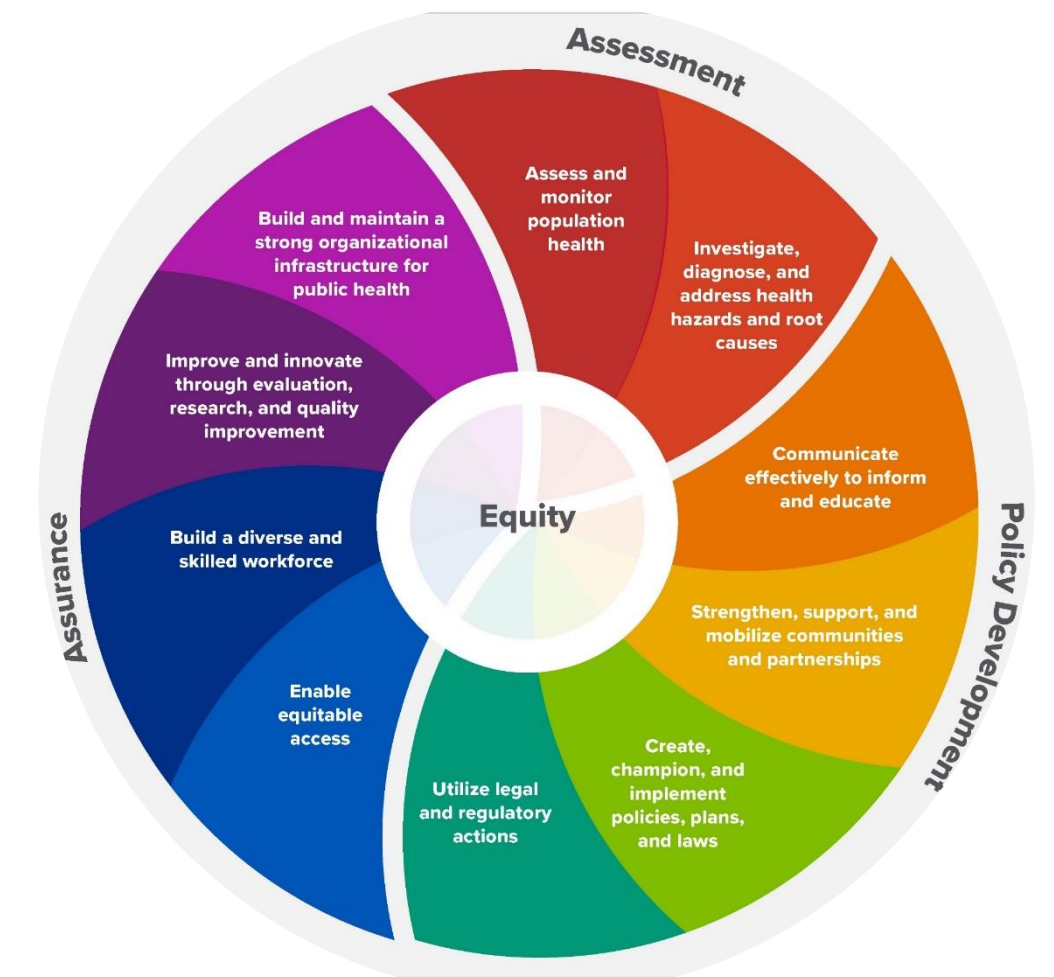 Assessment
Assess and
monitor
population
health
Investigate,
diagnose, and
address health
hazards and root
causes
Policy Development
Communicate
effectively to inform
and educate
Strengthen, support, and
mobilize communities
and partnerships
Create,
champion, and
implement
policies, plans,
and laws
Utilize legal
and regulatory
actions
Assurance
Enable
equitable
access
Build a diverse and
skilled workforce
Improve and innovate
through evaluation,
research, and quality
improvement
Build and maintain a
strong organizational
infrastructure for
public health
Equity